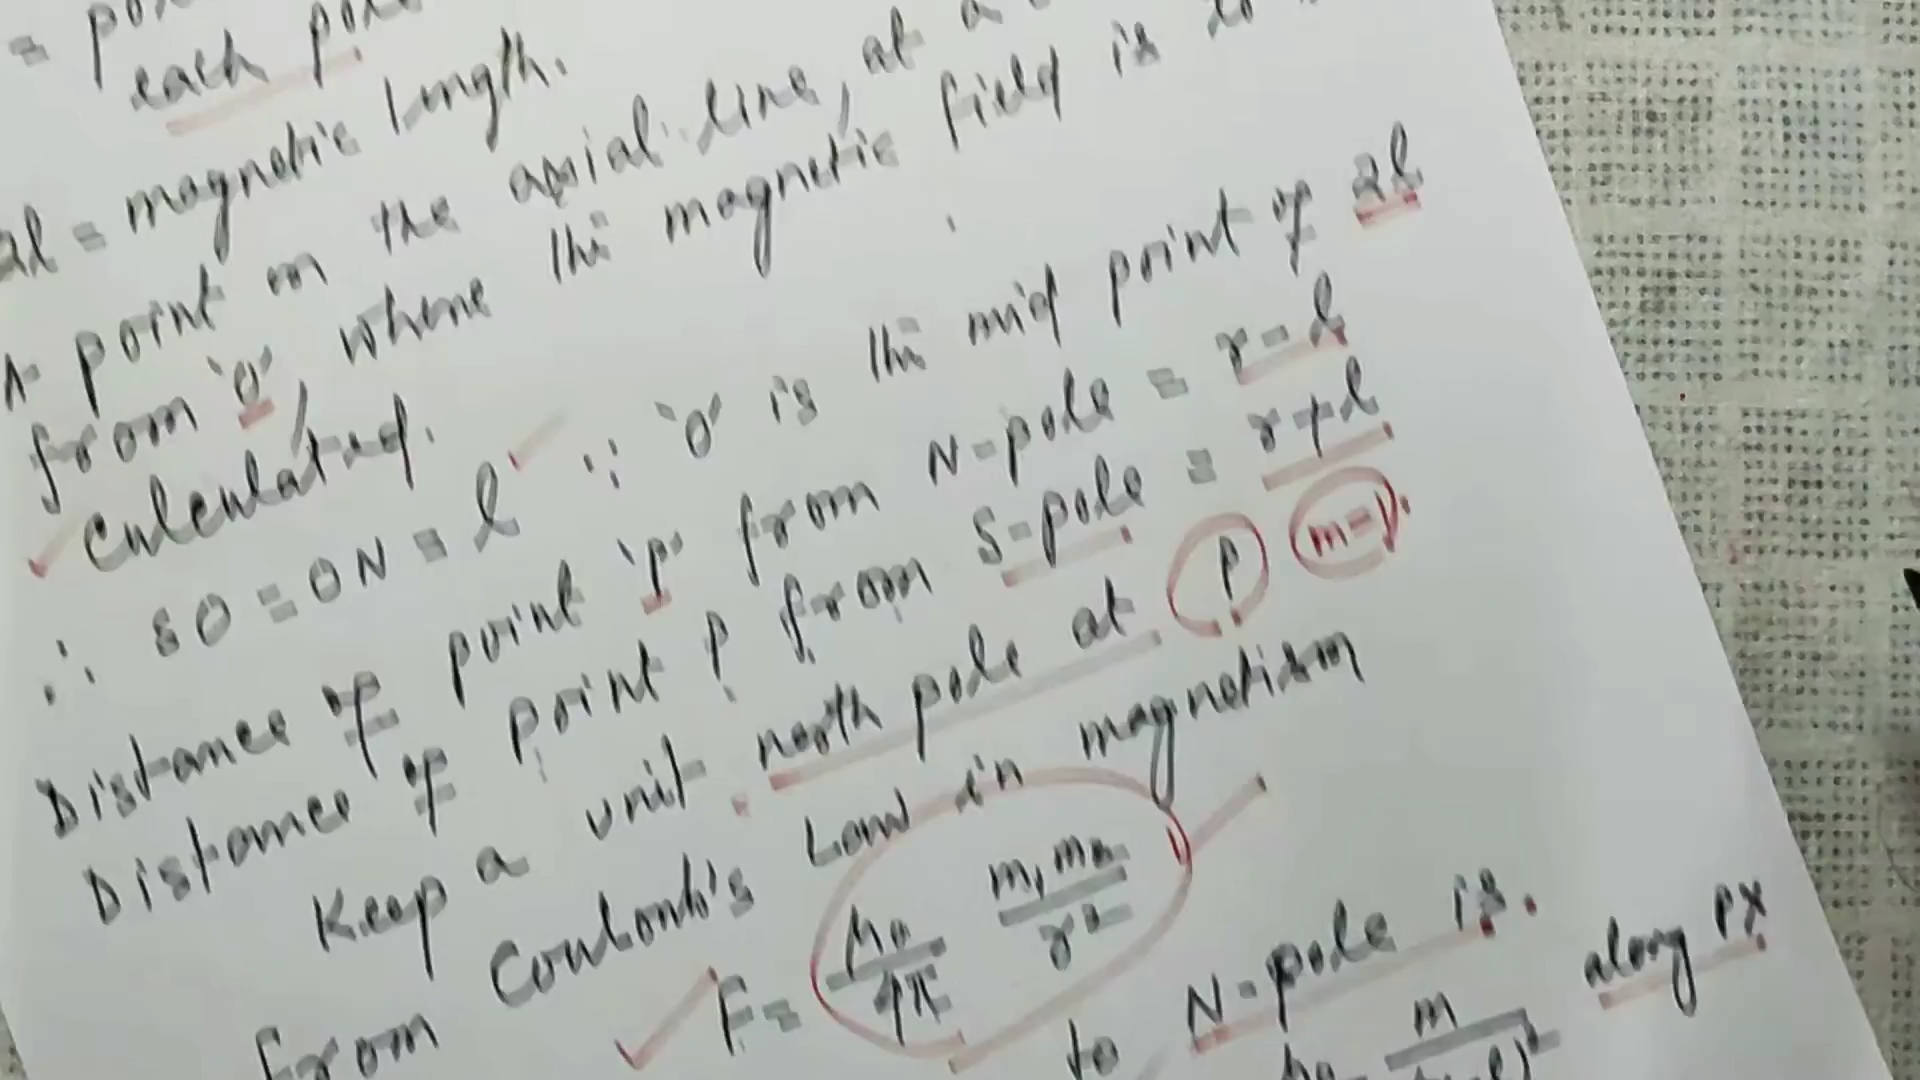 each pole
2l = magnetic length.
A point on the axial line, at a
from 'O', where the magnetic field is to
Calculated.
∴ SO = ON = l ∵ 'O' is the mid point of 2l
Distance of point 'P' from N-pole = r-l
Distance of point P from S-pole = r+l
Keep a unit north pole at P m=1.
From Coulomb's Law in magnetism
F = μ₀/4π m₁m₂/r²
to N-pole is.
m along PX